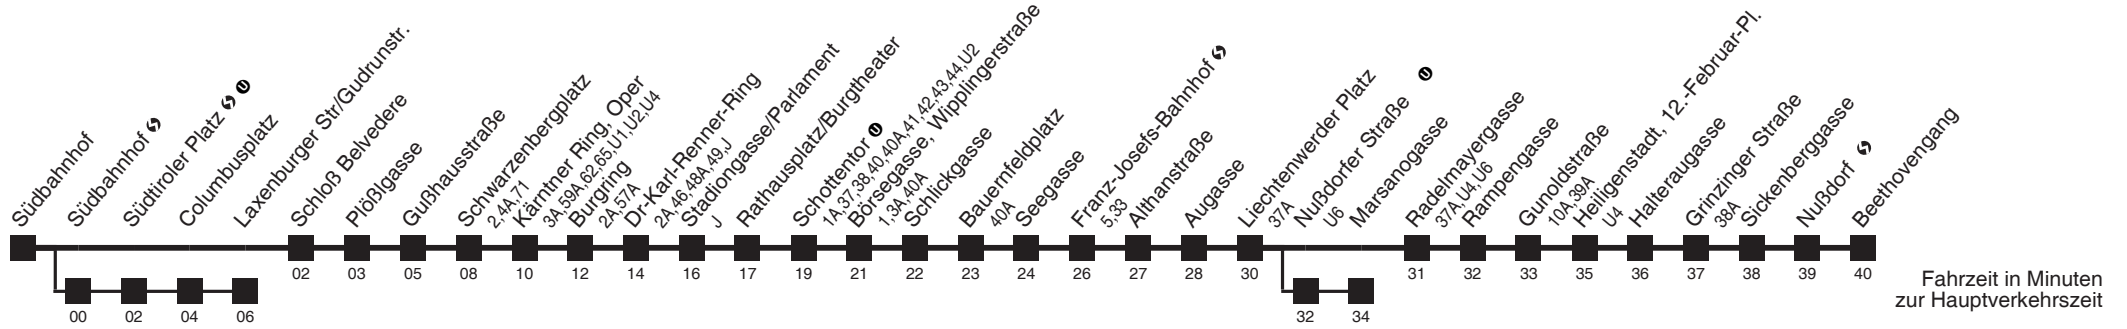 Südbahnhof
Südbahnhof
Südtiroler Platz U
Columbusplatz
Laxenburger Str/Gudrunstr.
Schloß Belvedere
Plößlgasse
Gußhausstraße
Schwarzenbergplatz
2,4A,71
Kärntner Ring, Oper
3A,59A,62,65,U1,U2,U4
Burgring
2A,57A
Dr-Karl-Renner-Ring
2A,46,48A,49,J
Stadiongasse/Parlament
J
Rathausplatz/Burgtheater
Schottentor U
1A,37,38,40,40A,41,42,43,44,U2
Börsegasse, Wipplingerstraße
1,3A,40A
Schlickgasse
Bauernfeldplatz
40A
Seegasse
Franz-Josefs-Bahnhof
5,33
Althanstraße
Augasse
Liechtenwerder Platz
37A
Nußdorfer Straße U
U6
Marsanogasse
Radelmayergasse
37A,U4,U6
Rampengasse
Gunoldstraße
10A,39A
Heiligenstadt, 12.-Februar-Pl.
U4
Halteraugasse
Grinzinger Straße
38A
Sickenberggasse
Nußdorf
Beethovengang
02 03 05 08 10 12 14 16 17 19 21 22 23 24 26 27 28 30 31 32 33 35 36 37 38 39 40
00 02 04 06 32 34
Fahrzeit in Minuten
zur Hauptverkehrszeit